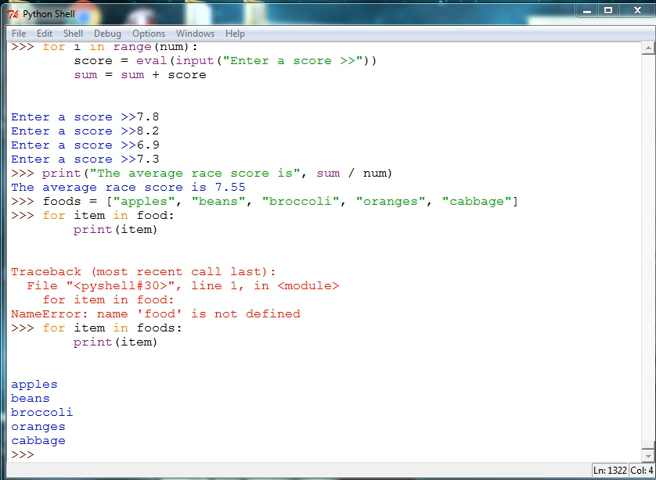 Python Shell
File Edit Shell Debug Options Windows Help
>>> for i in range(num):
        score = eval(input("Enter a score >>"))
        sum = sum + score
Enter a score >>7.8
Enter a score >>8.2
Enter a score >>6.9
Enter a score >>7.3
>>> print("The average race score is", sum / num)
The average race score is 7.55
>>> foods = ["apples", "beans", "broccoli", "oranges", "cabbage"]
>>> for item in food:
        print(item)
Traceback (most recent call last):
  File "<pyshell#30>", line 1, in <module>
    for item in food:
NameError: name 'food' is not defined
>>> for item in foods:
        print(item)
apples
beans
broccoli
oranges
cabbage
>>>
Ln: 1322 Col: 4